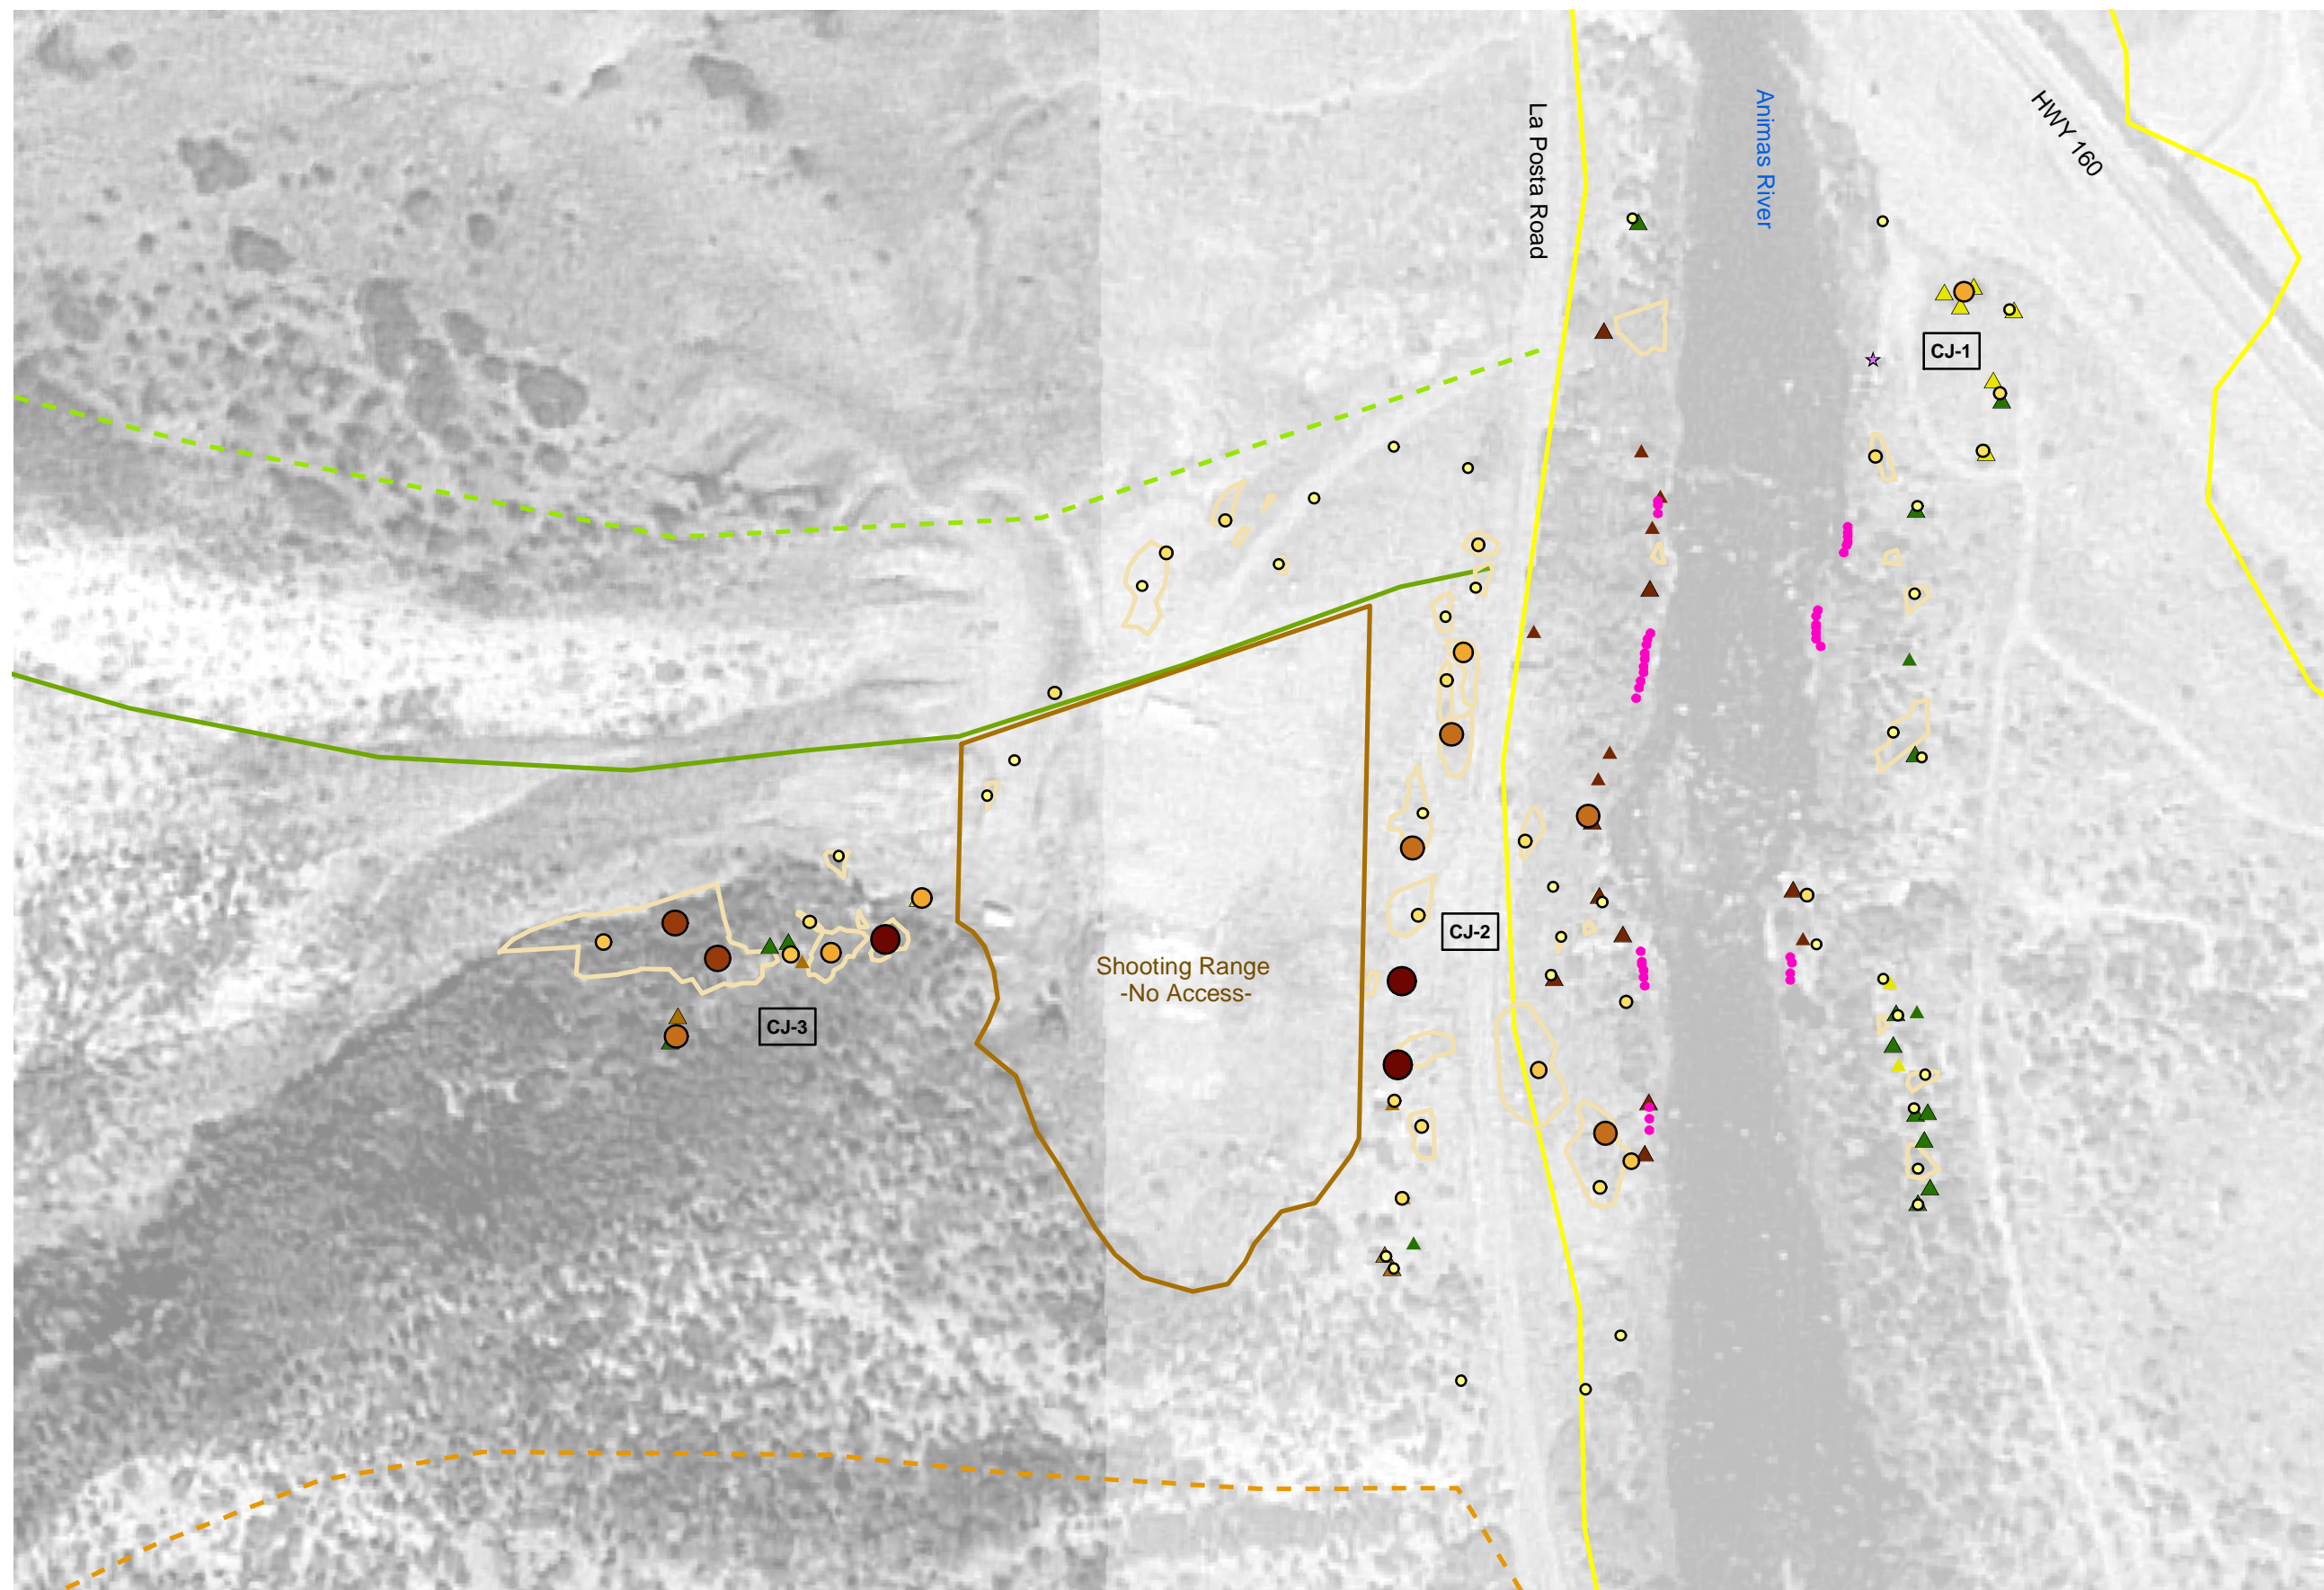 La Posta Road
Animas River
HWY 160
CJ-1
CJ-2
Shooting Range
-No Access-
CJ-3